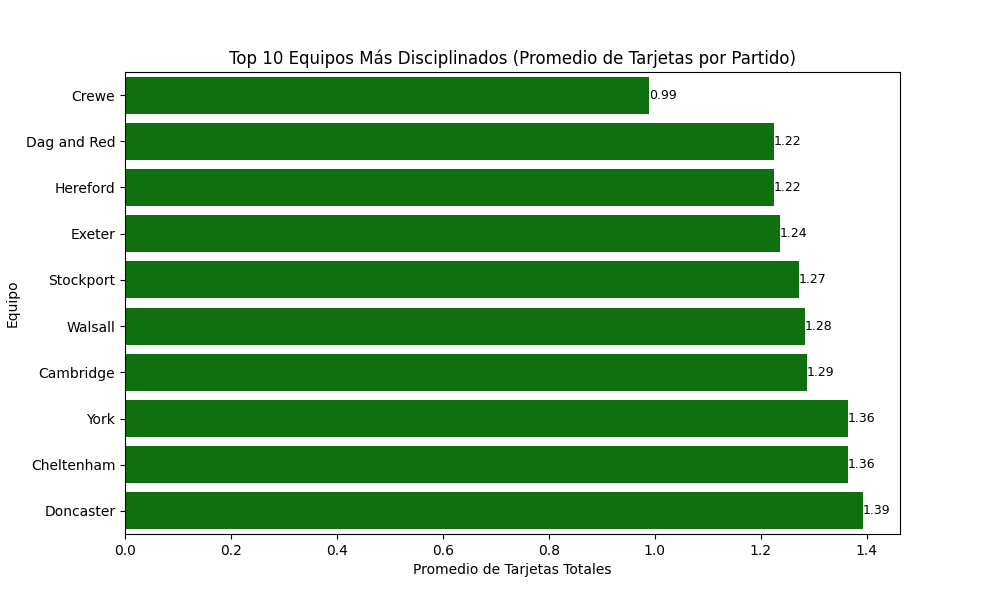 Top 10 Equipos Más Disciplinados (Promedio de Tarjetas por Partido)
Equipo
Crewe 0.99
Dag and Red 1.22
Hereford 1.22
Exeter 1.24
Stockport 1.27
Walsall 1.28
Cambridge 1.29
York 1.36
Cheltenham 1.36
Doncaster 1.39
0.0 0.2 0.4 0.6 0.8 1.0 1.2 1.4
Promedio de Tarjetas Totales